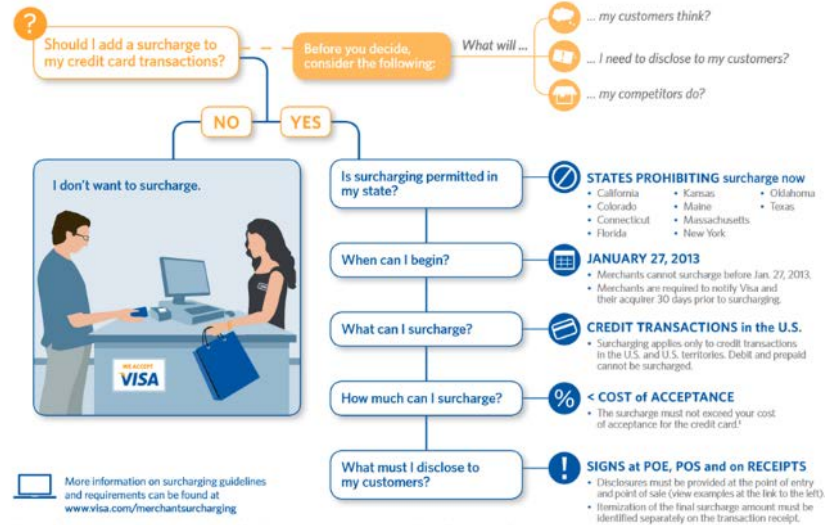 ?
Should I add a surcharge to
my credit card transactions?
Before you decide,
consider the following:
What will ...
... my customers think?
... I need to disclose to my customers?
... my competitors do?
NO
YES
I don't want to surcharge.
WE ACCEPT
VISA
Is surcharging permitted in
my state?
STATES PROHIBITING surcharge now
• California
• Colorado
• Connecticut
• Florida
• Kansas
• Maine
• Massachusetts
• New York
• Oklahoma
• Texas
When can I begin?
JANUARY 27, 2013
• Merchants cannot surcharge before Jan. 27, 2013.
• Merchants are required to notify Visa and
their acquirer 30 days prior to surcharging.
What can I surcharge?
CREDIT TRANSACTIONS in the U.S.
• Surcharging applies only to credit transactions
in the U.S. and U.S. territories. Debit and prepaid
cannot be surcharged.
How much can I surcharge?
%
< COST of ACCEPTANCE
• The surcharge must not exceed your cost
of acceptance for the credit card.¹
What must I disclose to
my customers?
!
SIGNS at POE, POS and on RECEIPTS
• Disclosures must be provided at the point of entry
and point of sale (view examples at the link to the left).
• Itemization of the final surcharge amount must be
identified separately on the transaction receipt.
More information on surcharging guidelines
and requirements can be found at
www.visa.com/merchantsurcharging